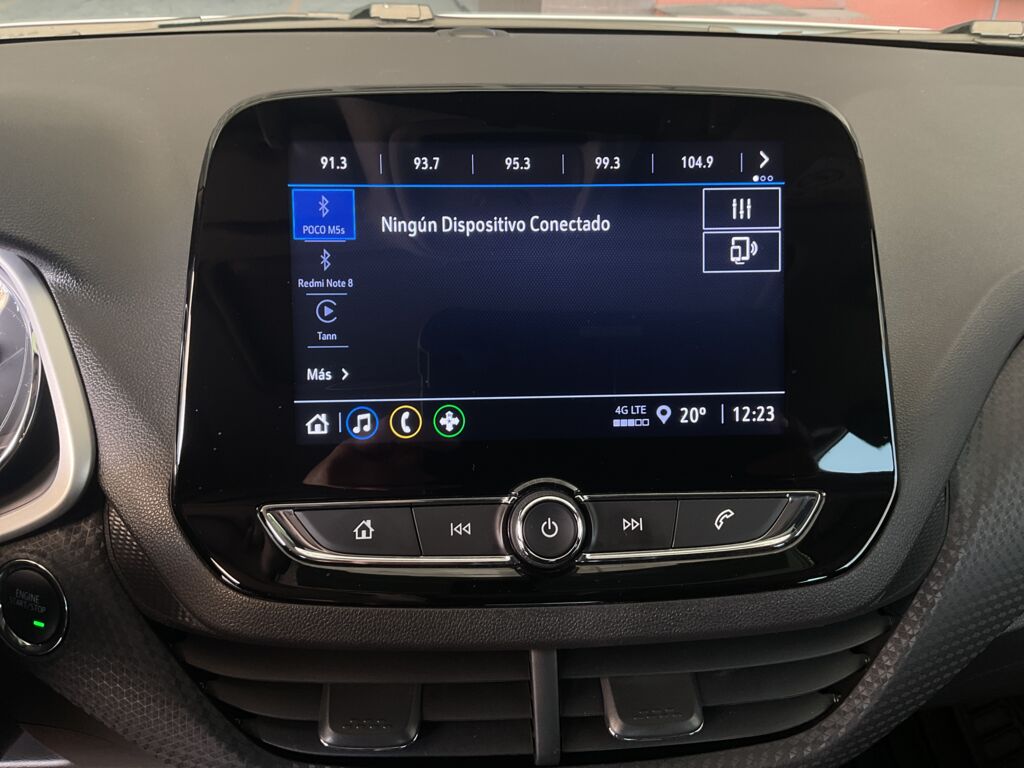 91.3 93.7 95.3 99.3 104.9
POCO M5s
Ningún Dispositivo Conectado
Redmi Note 8
Tann
Más
4G LTE 20° 12:23
ENGINE
START/STOP